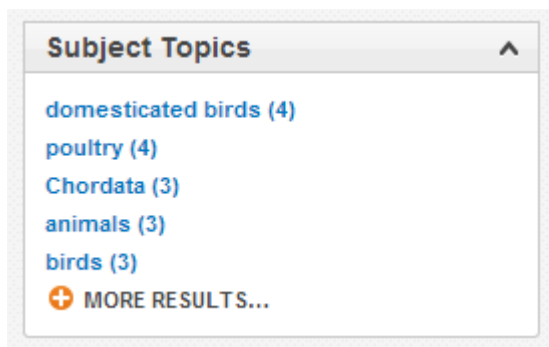 Subject Topics
domesticated birds (4)
poultry (4)
Chordata (3)
animals (3)
birds (3)
MORE RESULTS...